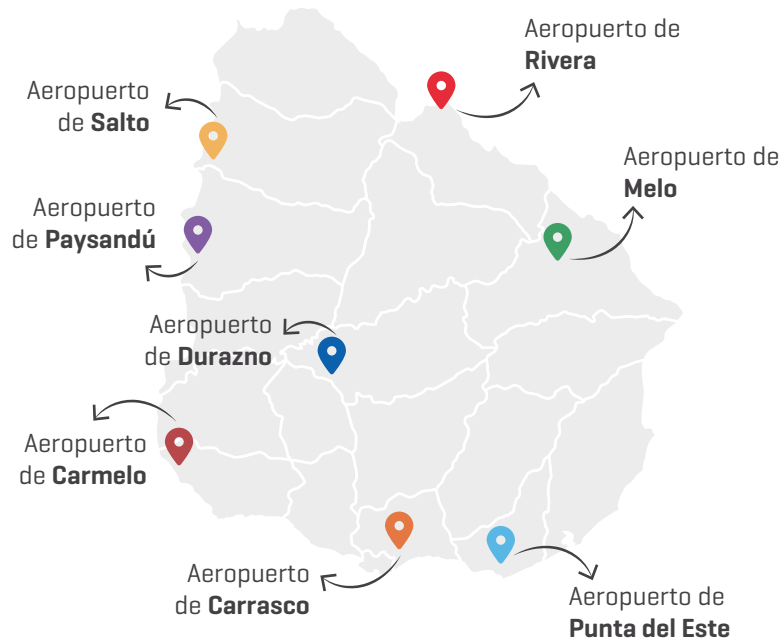 Aeropuerto de
Rivera
Aeropuerto
de Salto
Aeropuerto de
Melo
Aeropuerto
de Paysandú
Aeropuerto
de Durazno
Aeropuerto
de Carmelo
Aeropuerto
de Carrasco
Aeropuerto de
Punta del Este